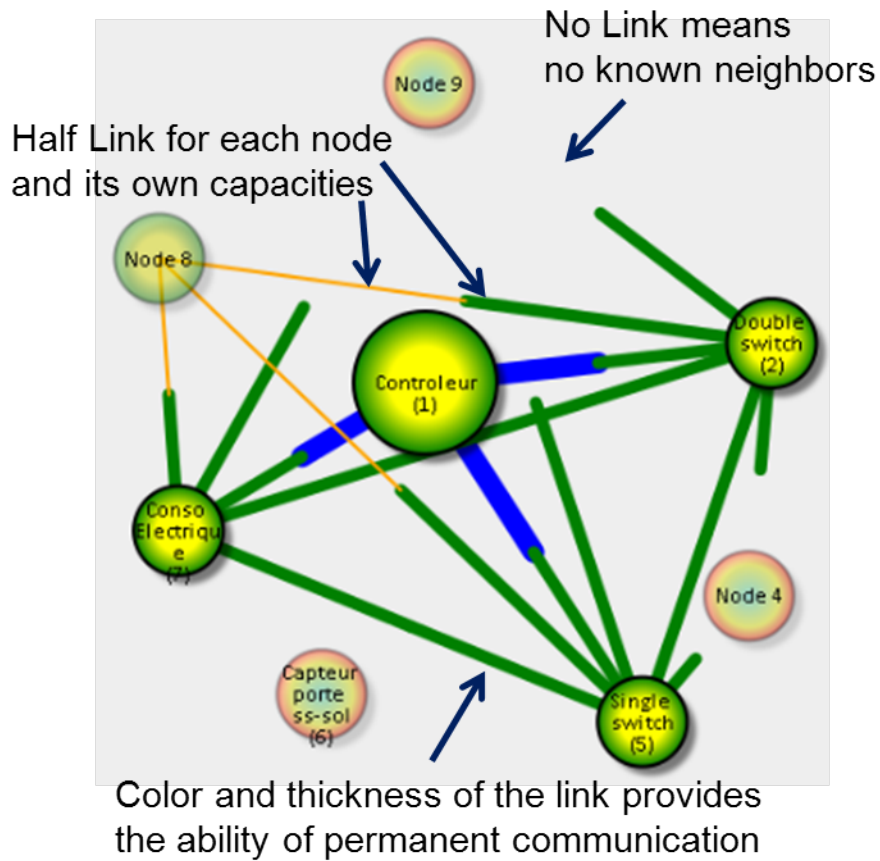 No Link means
no known neighbors
Node 9
Half Link for each node
and its own capacities
Node 8
Double
switch
(2)
Controleur
(1)
Conso
Electriqu
e
(7)
Node 4
Capteur
porte
ss-sol
(6)
Single
switch
(5)
Color and thickness of the link provides
the ability of permanent communication